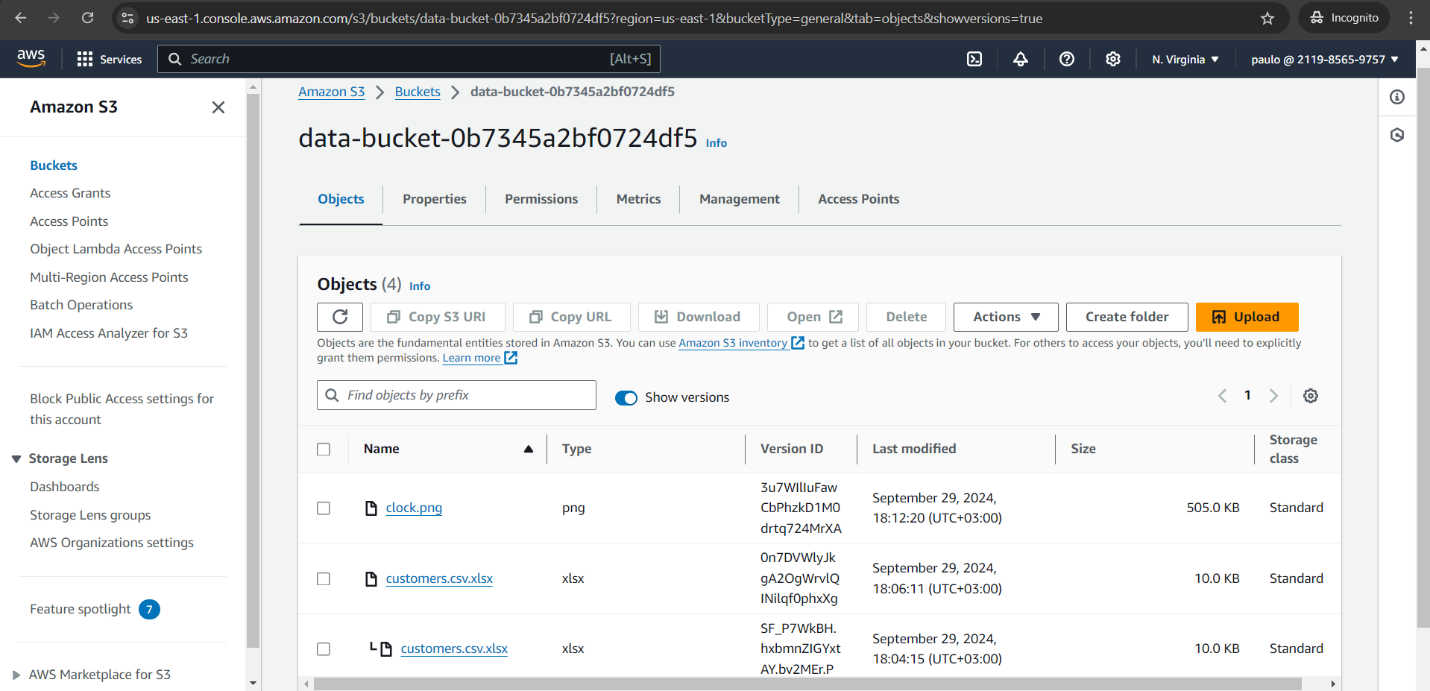 us-east-1.console.aws.amazon.com/s3/buckets/data-bucket-0b7345a2bf0724df5?region=us-east-1&bucketType=general&tab=objects&showversions=true
Incognito
aws
Services
Search
[Alt+S]
N. Virginia
paulo @ 2119-8565-9757
Amazon S3
Buckets
Access Grants
Access Points
Object Lambda Access Points
Multi-Region Access Points
Batch Operations
IAM Access Analyzer for S3
Block Public Access settings for
this account
Storage Lens
Dashboards
Storage Lens groups
AWS Organizations settings
Feature spotlight 7
AWS Marketplace for S3
Amazon S3 > Buckets > data-bucket-0b7345a2bf0724df5
data-bucket-0b7345a2bf0724df5 Info
Objects
Properties
Permissions
Metrics
Management
Access Points
Objects (4) Info
Copy S3 URI
Copy URL
Download
Open
Delete
Actions
Create folder
Upload
Objects are the fundamental entities stored in Amazon S3. You can use Amazon S3 inventory to get a list of all objects in your bucket. For others to access your objects, you'll need to explicitly
grant them permissions. Learn more
Find objects by prefix
Show versions
1
Name
Type
Version ID
Last modified
Size
Storage
class
clock.png
png
3u7WIlIuFaw
CbPhzkD1M0
drtq724MrXA
September 29, 2024,
18:12:20 (UTC+03:00)
505.0 KB
Standard
customers.csv.xlsx
xlsx
0n7DVWlyJk
gA2OgWrvlQ
INilqf0phxXg
September 29, 2024,
18:06:11 (UTC+03:00)
10.0 KB
Standard
customers.csv.xlsx
xlsx
SF_P7WkBH.
hxbmnZIGYxt
AY.bv2MEr.P
September 29, 2024,
18:04:15 (UTC+03:00)
10.0 KB
Standard